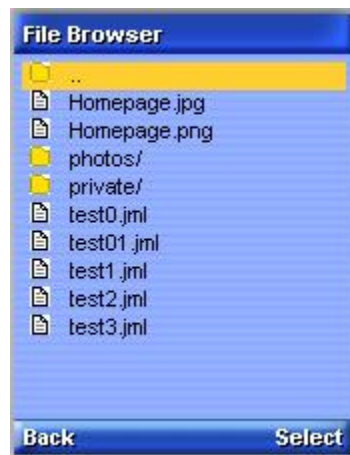 File Browser
..
Homepage.jpg
Homepage.png
photos/
private/
test0.jml
test01.jml
test1.jml
test2.jml
test3.jml
Back Select